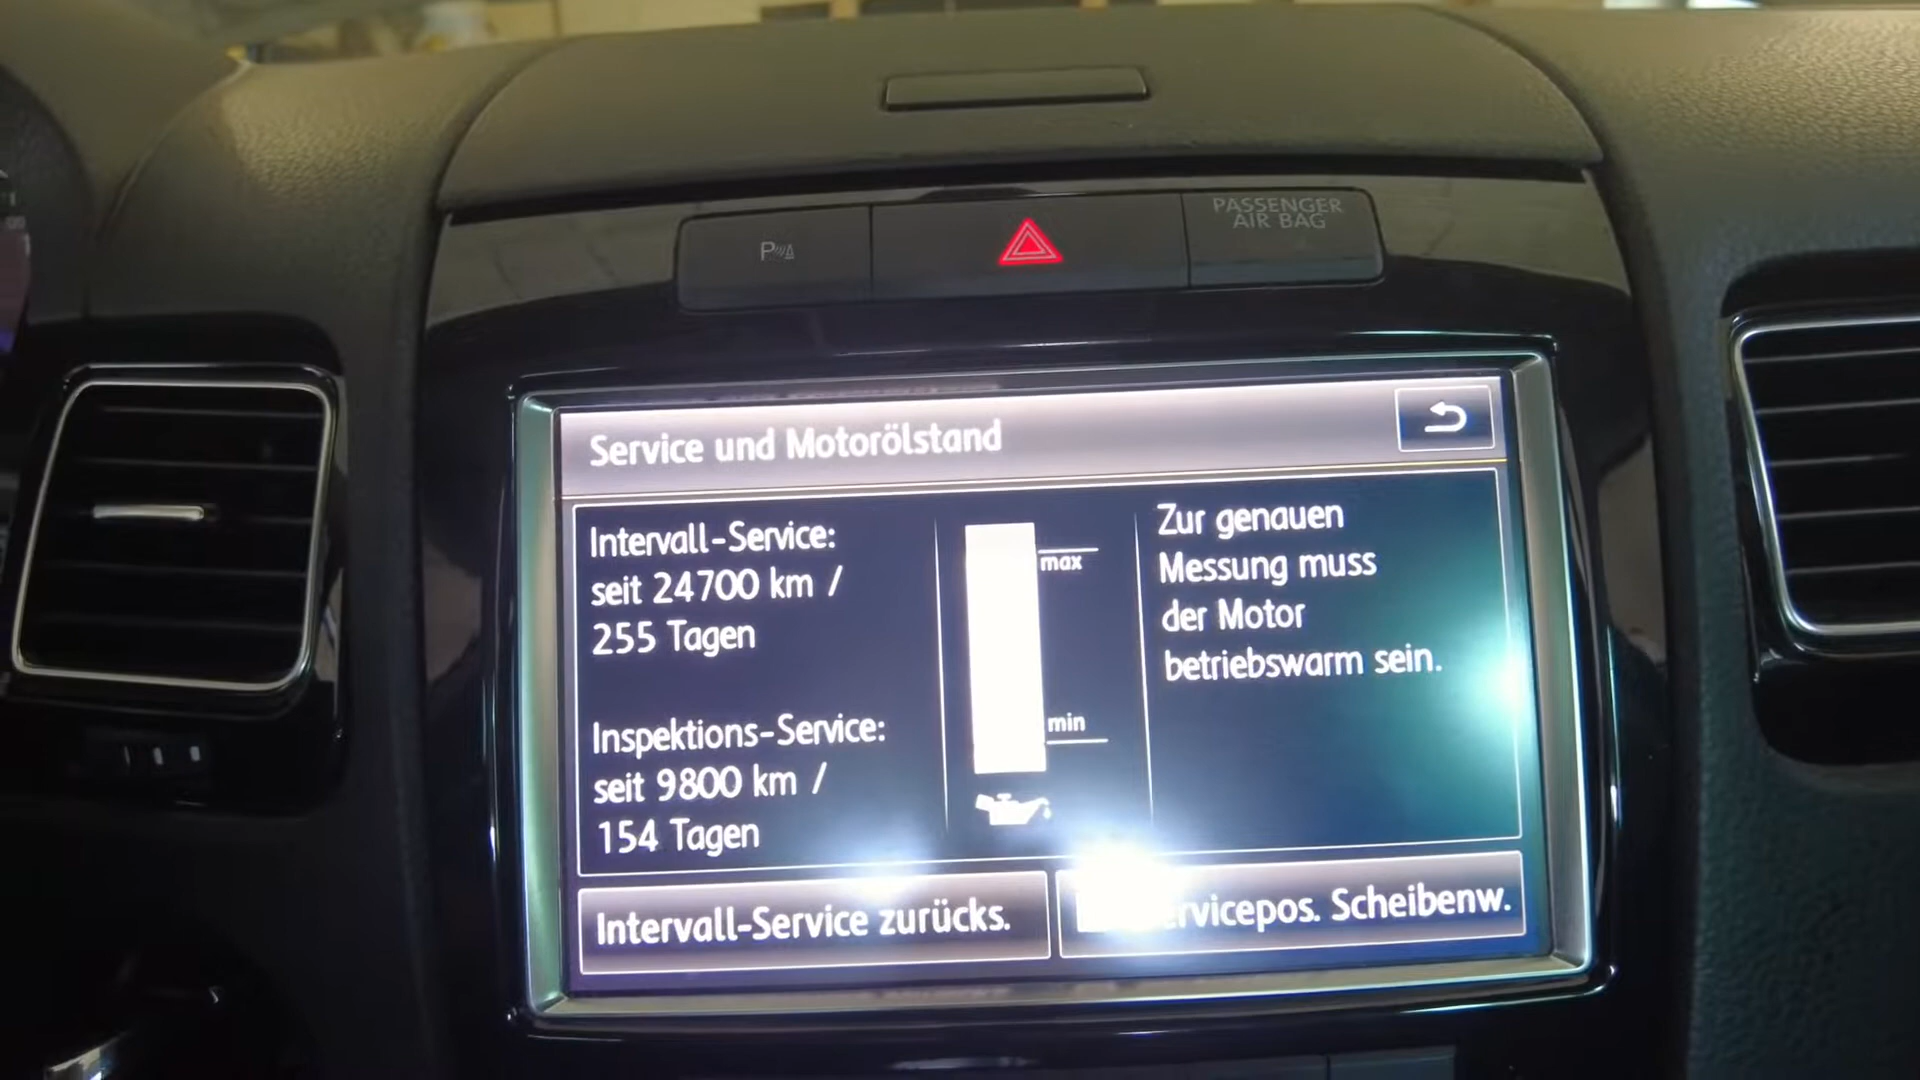 PASSENGER
AIR BAG
P
Service und Motorölstand
Intervall-Service:
seit 24700 km /
255 Tagen
Inspektions-Service:
seit 9800 km /
154 Tagen
max
min
Zur genauen
Messung muss
der Motor
betriebswarm sein.
Intervall-Service zurücks.
Scheibenw.